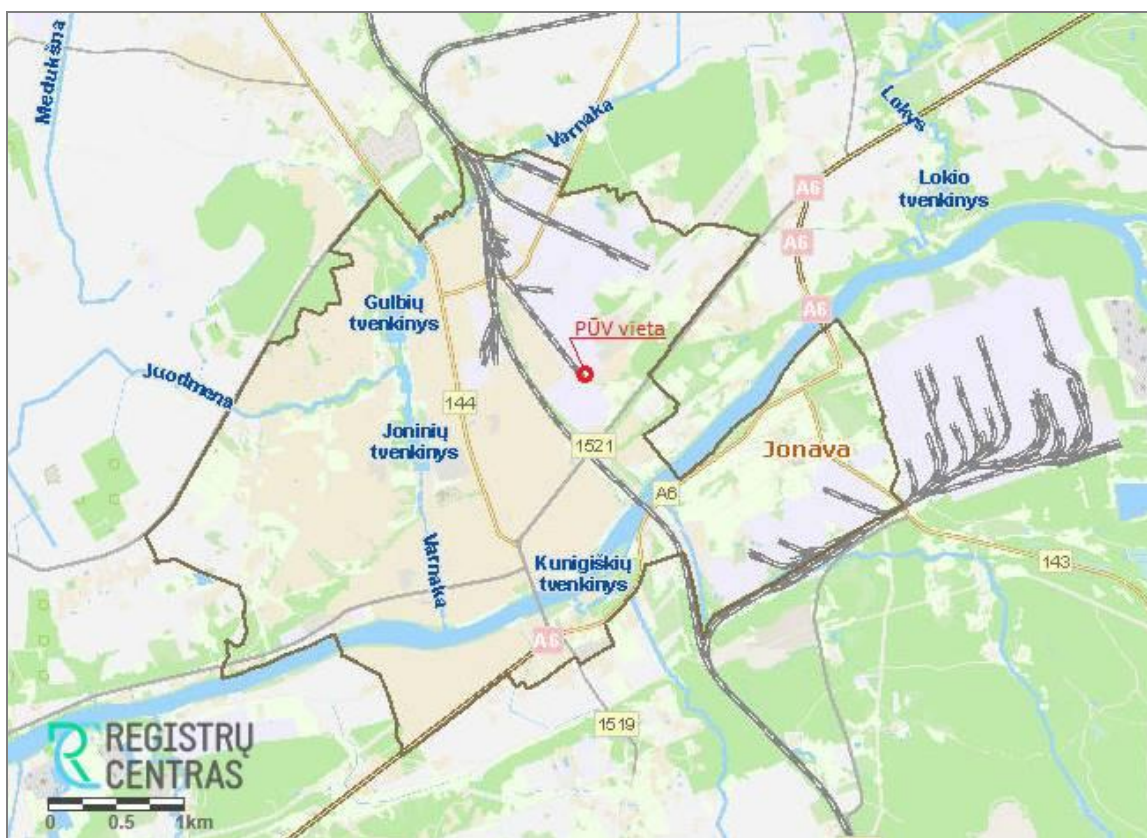 Medukšna
Varnaka
Lokys
A6
Lokio
tvenkinys
A6
Gulbių
tvenkinys
A6
PŪV vieta
Juodmena
144
Joninių
tvenkinys
1521
Jonava
A6
Varnaka
Kunigiškių
tvenkinys
143
A6
1519
REGISTRŲ
CENTRAS
0 0.5 1km